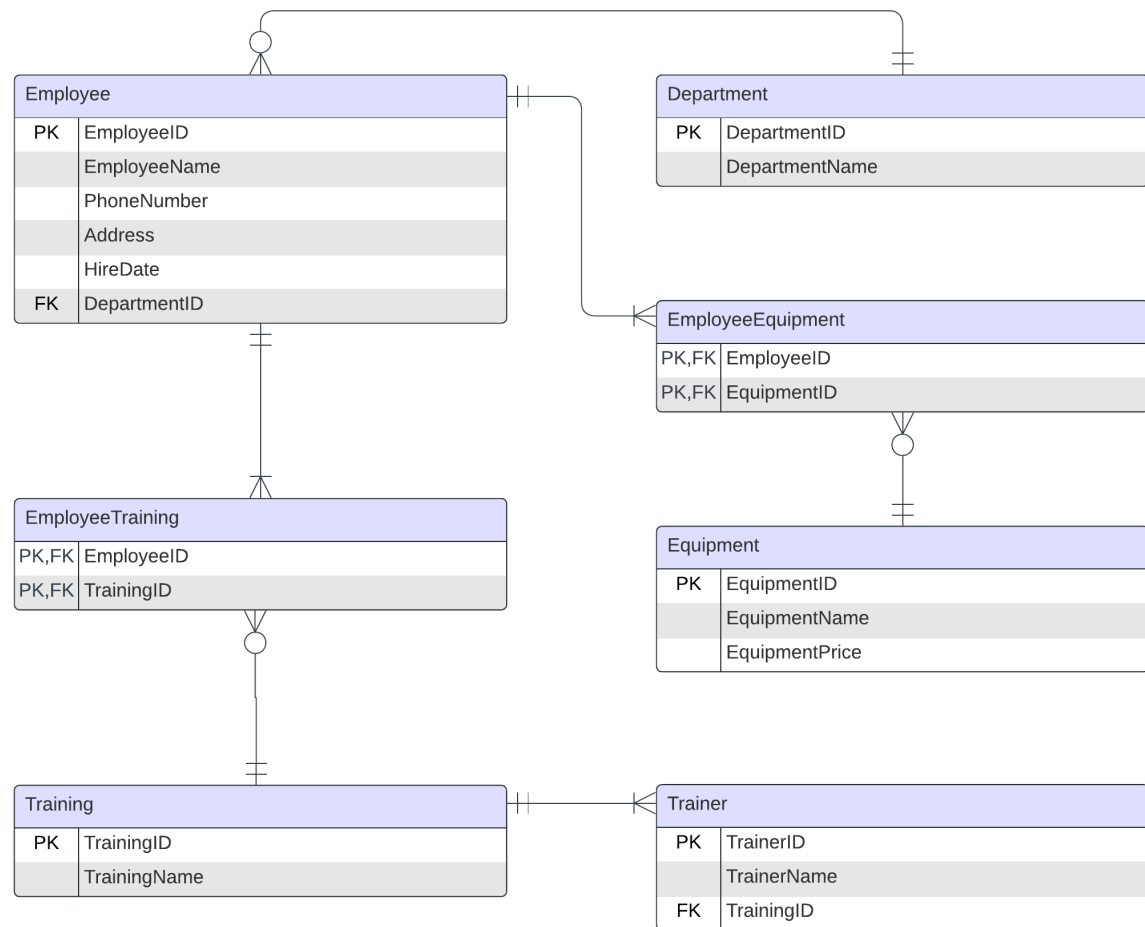 Employee
PK EmployeeID
EmployeeName
PhoneNumber
Address
HireDate
FK DepartmentID
Department
PK DepartmentID
DepartmentName
EmployeeEquipment
PK,FK EmployeeID
PK,FK EquipmentID
EmployeeTraining
PK,FK EmployeeID
PK,FK TrainingID
Equipment
PK EquipmentID
EquipmentName
EquipmentPrice
Training
PK TrainingID
TrainingName
Trainer
PK TrainerID
TrainerName
FK TrainingID